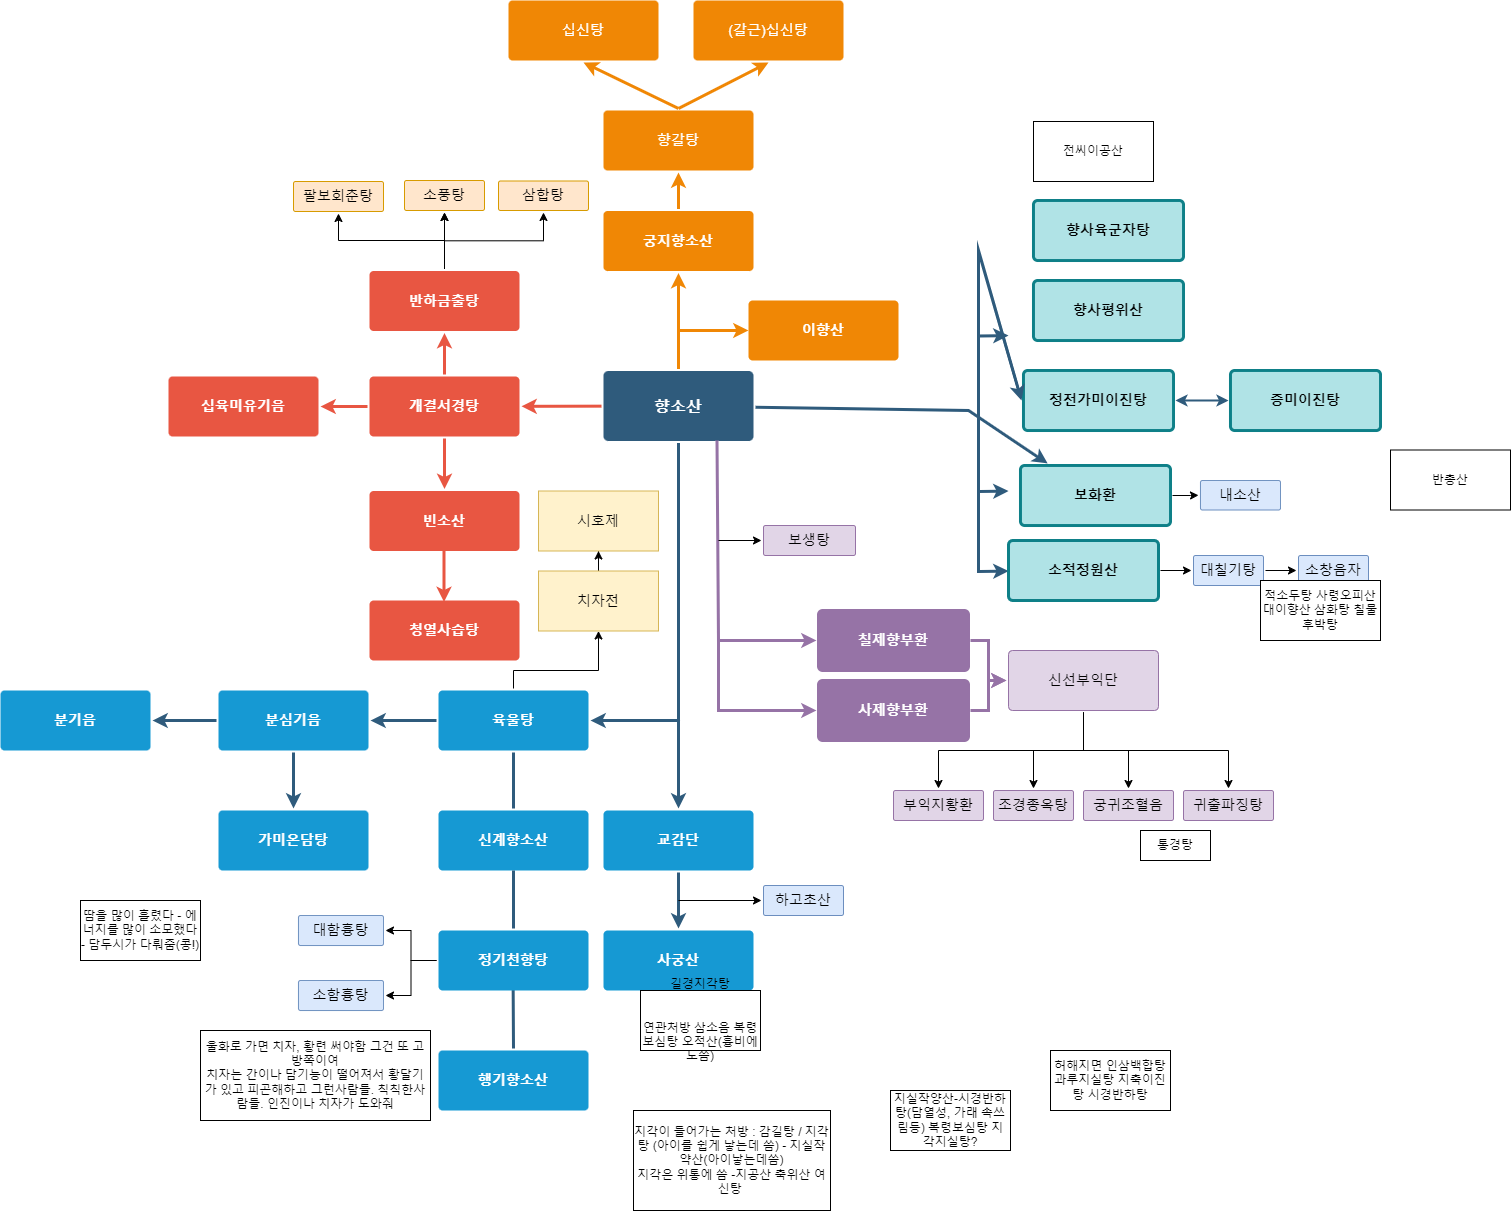 십신탕
(갈근)십신탕
향갈탕
전씨이공산
팔보회준탕
소풍탕
삼합탕
향사육군자탕
궁지향소산
반하금출탕
향사평위산
이향산
십육미유기음
개결서경탕
향소산
정전가미이진탕
증미이진탕
반총산
빈소산
시호제
보화환
내소산
보생탕
소적정원산
대칠기탕
소창음자
적소두탕 사령오피산
대이향산 삼화탕 칠물
후박탕
치자전
청열사습탕
칠제향부환
신선부익단
사제향부환
분기음
분심기음
육울탕
부익지황환
조경종옥탕
궁귀조혈음
귀출파징탕
통경탕
가미온담탕
신계향소산
교감단
하고초산
땀을 많이 흘렸다 - 에
너지를 많이 소모했다
- 담두시가 다뤄줌(콩!)
대함흉탕
정기천향탕
사궁산
소함흉탕
길경지각탕
연관처방 삼소음 복령
보심탕 오적산(흉비에
도씀)
울화로 가면 치자, 황련 써야함 그건 또 고
방쪽이여
치자는 간이나 담기능이 떨어져서 황달기
가 있고 피곤해하고 그런사람들. 칙칙한사
람들. 인진이나 치자가 도와줘
행기향소산
허해지면 인삼백합탕
과루지실탕 지축이진
탕 시경반하탕
지실작양산-시경반하
탕(담열성, 가래 속쓰
림등) 복령보심탕 지
각지실탕?
지각이 들어가는 처방 : 감길탕 / 지각
탕 (아이를 쉽게 낳는데 씀) - 지실작
약산(아이낳는데씀)
지각은 위통에 씀 -지공산 축위산 여
신탕